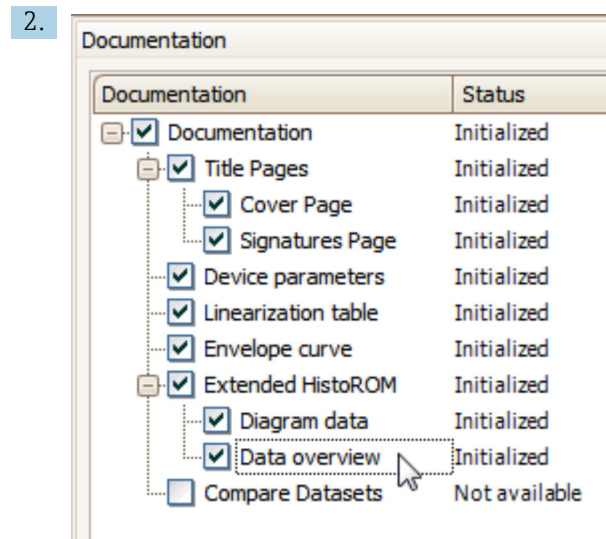 2.
Documentation
Documentation Status
Documentation Initialized
Title Pages Initialized
Cover Page Initialized
Signatures Page Initialized
Device parameters Initialized
Linearization table Initialized
Envelope curve Initialized
Extended HistoROM Initialized
Diagram data Initialized
Data overview Initialized
Compare Datasets Not available